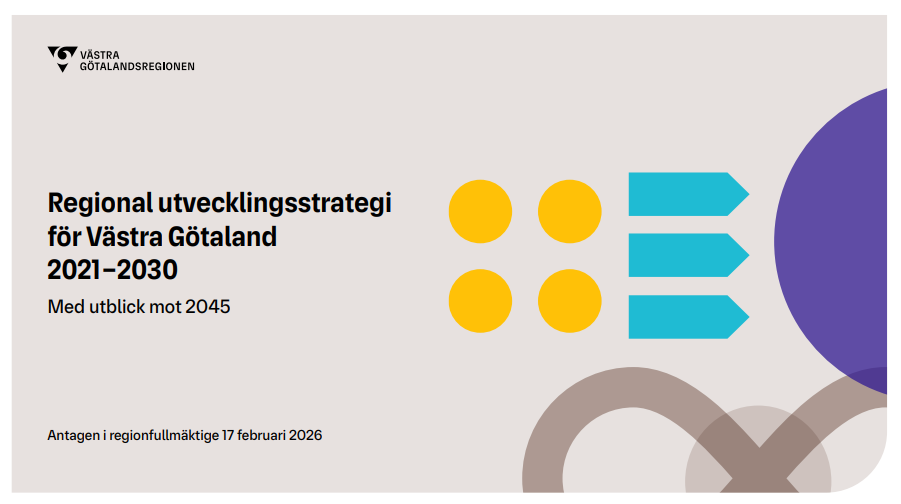 VÄSTRA
GÖTALANDSREGIONEN
Regional utvecklingsstrategi
för Västra Götaland
2021–2030
Med utblick mot 2045
Antagen i regionfullmäktige 17 februari 2026